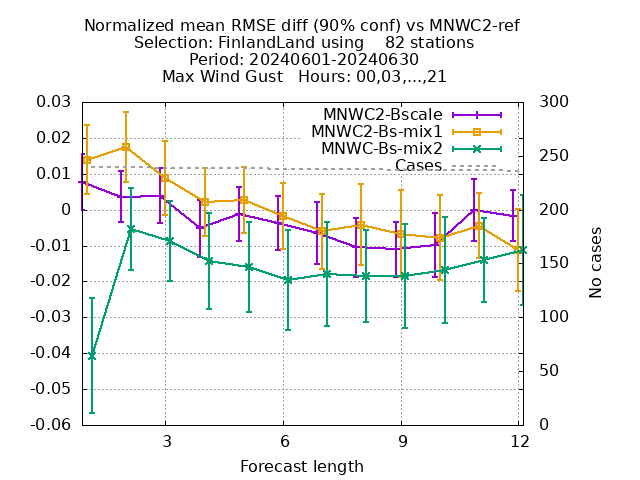 Normalized mean RMSE diff (90% conf) vs MNWC2-ref
Selection: FinlandLand using    82 stations
Period: 20240601-20240630
Max Wind Gust   Hours: 00,03,...,21
MNWC2-Bscale
MNWC2-Bs-mix1
MNWC-Bs-mix2
Cases
0.03
0.02
0.01
0
-0.01
-0.02
-0.03
-0.04
-0.05
-0.06
300
250
200
150
100
50
0
No cases
3
6
9
12
Forecast length